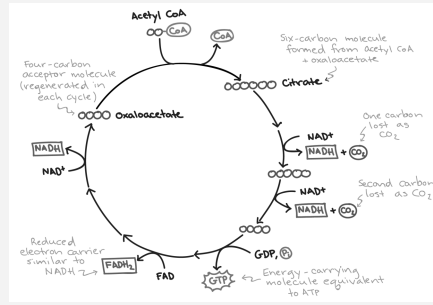 Acetyl CoA
CoA
CoA
Six-carbon molecule
formed from acetyl CoA
+ oxaloacetate
Four-carbon
acceptor molecule
(regenerated in
each cycle)
Citrate
Oxaloacetate
One carbon
lost as
CO2
NAD+
NADH + CO2
NADH
NAD+
Second carbon
lost as CO2
NAD+
NADH + CO2
Reduced
electron carrier
similar to
NADH
FADH2
FAD
GDP, Pi
GTP
Energy-carrying
molecule equivalent
to ATP